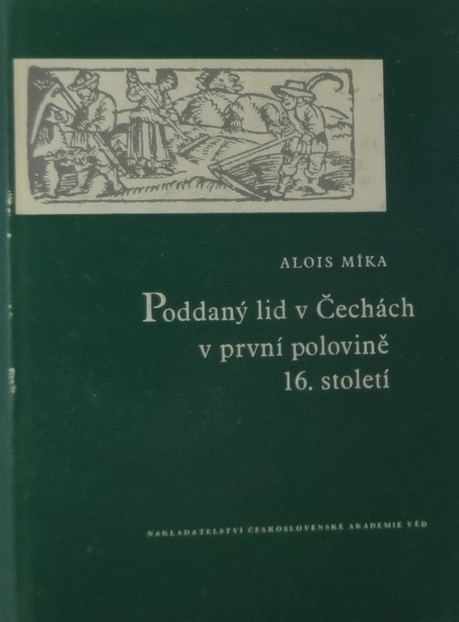 ALOIS MÍKA
Poddaný lid v Čechách
v první polovině
16. století
NAKLADATELSTVÍ ČESKOSLOVENSKÉ AKADEMIE VĚD